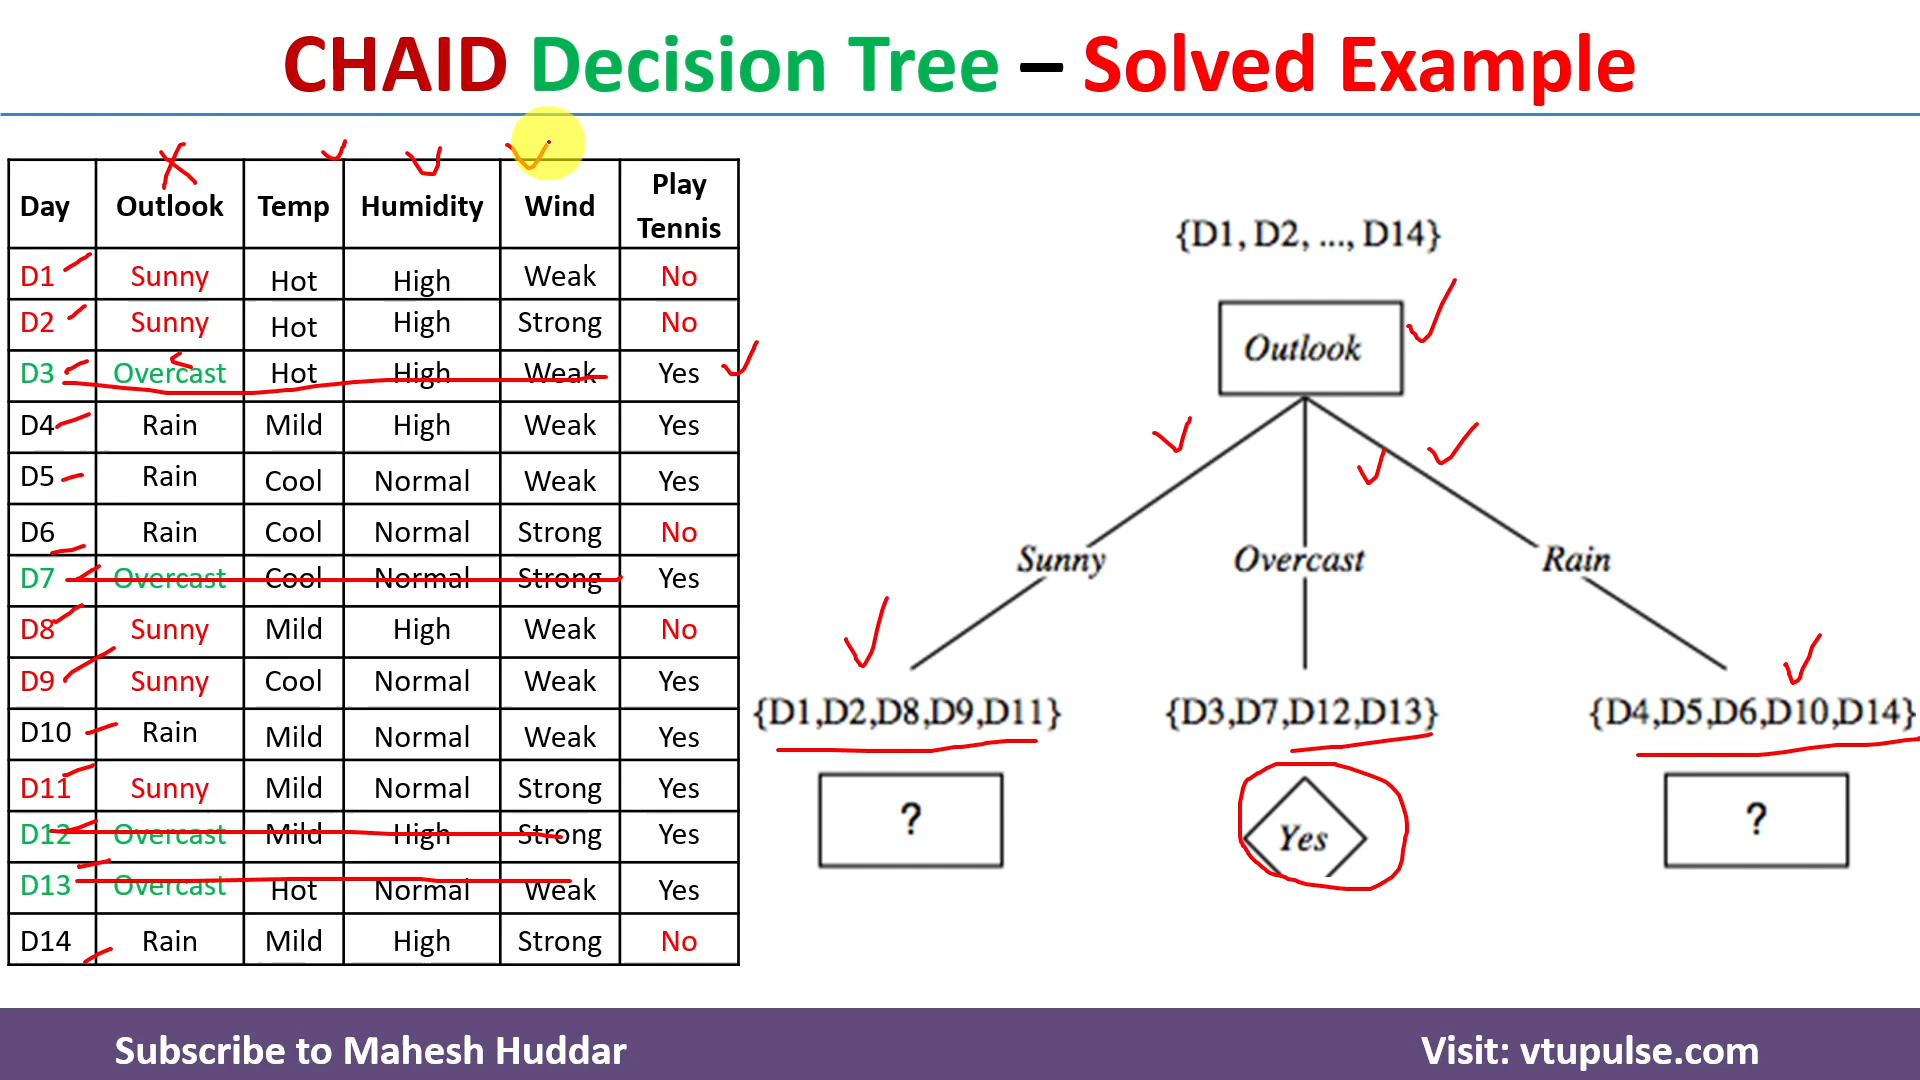 CHAID Decision Tree – Solved Example
Day Outlook Temp Humidity Wind Play Tennis
D1 Sunny Hot High Weak No
D2 Sunny Hot High Strong No
D3 Overcast Hot High Weak Yes
D4 Rain Mild High Weak Yes
D5 Rain Cool Normal Weak Yes
D6 Rain Cool Normal Strong No
D7 Overcast Cool Normal Strong Yes
D8 Sunny Mild High Weak No
D9 Sunny Cool Normal Weak Yes
D10 Rain Mild Normal Weak Yes
D11 Sunny Mild Normal Strong Yes
D12 Overcast Mild High Strong Yes
D13 Overcast Hot Normal Weak Yes
D14 Rain Mild High Strong No
{D1, D2, ..., D14}
Outlook
Sunny Overcast Rain
{D1,D2,D8,D9,D11} {D3,D7,D12,D13} {D4,D5,D6,D10,D14}
? Yes ?
Subscribe to Mahesh Huddar Visit: vtupulse.com